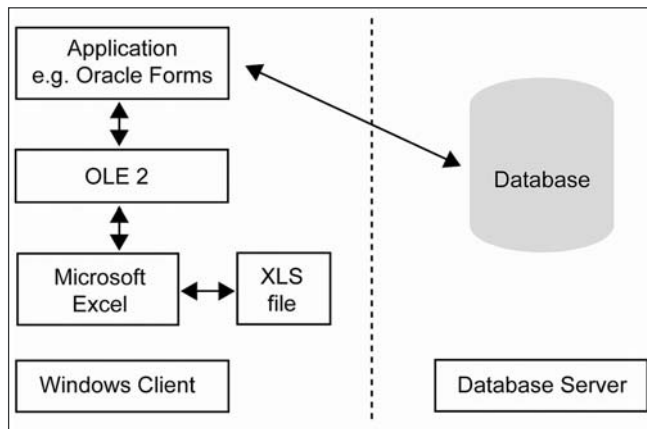 Application
e.g. Oracle Forms
OLE 2
Database
Microsoft
Excel
XLS
file
Windows Client
Database Server